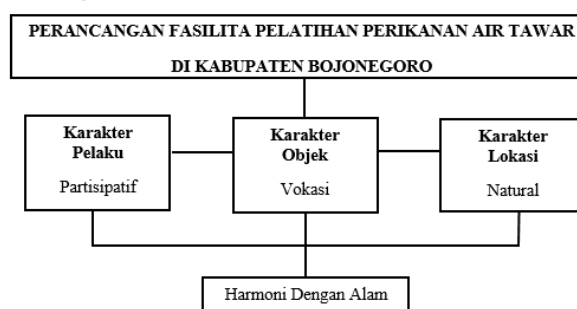 PERANCANGAN FASILITA PELATIHAN PERIKANAN AIR TAWAR
DI KABUPATEN BOJONEGORO
Karakter
Pelaku
Partisipatif
Karakter
Objek
Vokasi
Karakter
Lokasi
Natural
Harmoni Dengan Alam